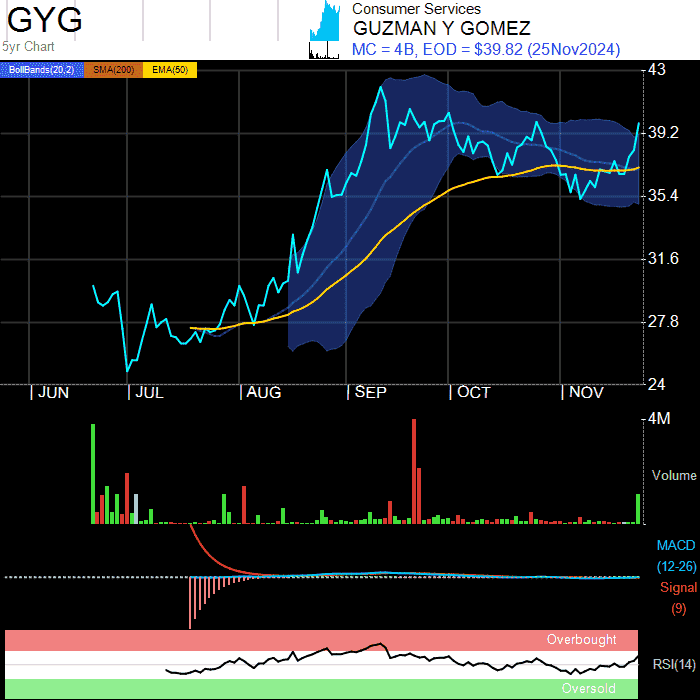 GYG
5yr Chart
Consumer Services
GUZMAN Y GOMEZ
MC = 4B, EOD = $39.82 (25Nov2024)
BollBands(20,2) SMA(200) EMA(50)
43
39.2
35.4
31.6
27.8
24
JUN JUL AUG SEP OCT NOV
4M
Volume
MACD
(12-26)
Signal
(9)
Overbought
RSI(14)
Oversold